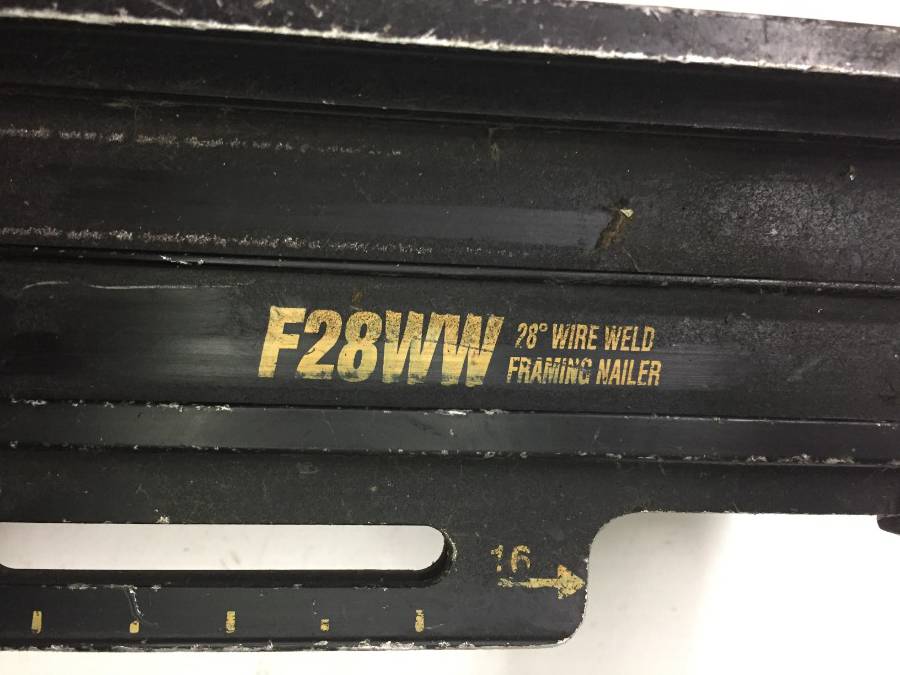 F28WW
28° WIRE WELD
FRAMING NAILER
16